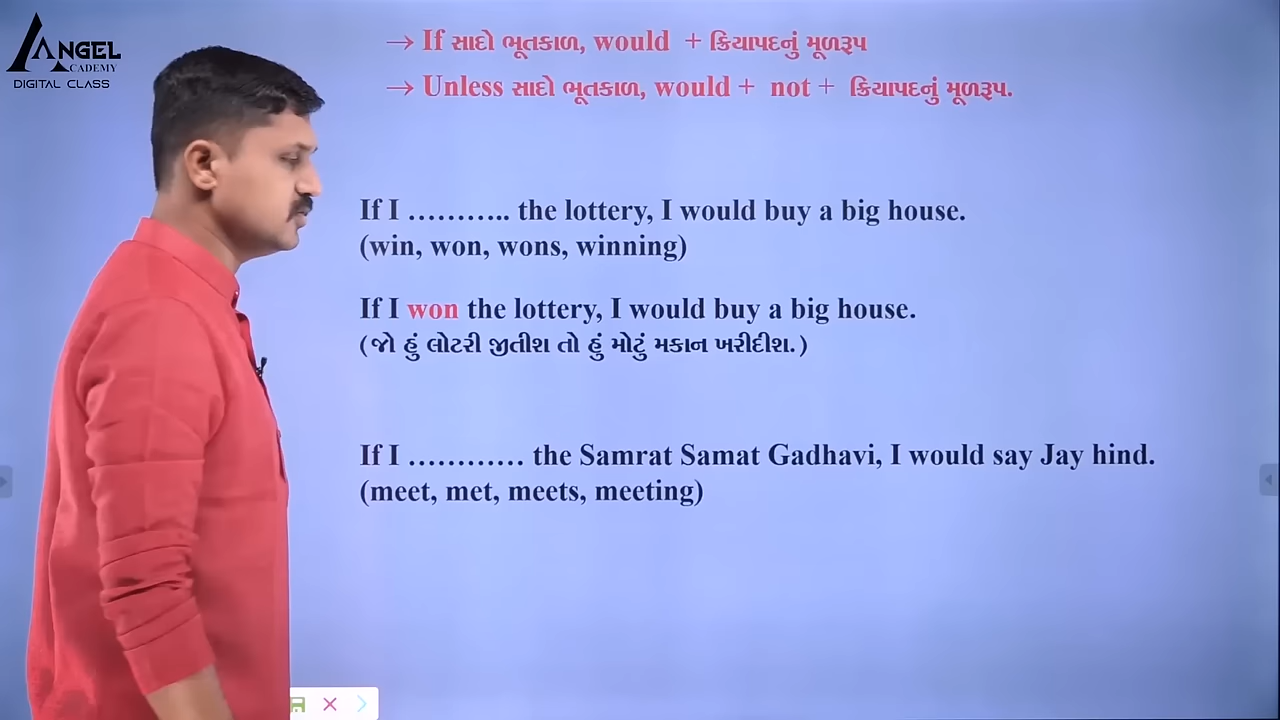 ANGEL
ACADEMY
DIGITAL CLASS
→ If સાદો ભૂતકાળ, would + ક્રિયાપદનું મૂળરૂપ
→ Unless સાદો ભૂતકાળ, would + not + ક્રિયાપદનું મૂળરૂપ.
If I ……….. the lottery, I would buy a big house.
(win, won, wons, winning)
If I won the lottery, I would buy a big house.
(જો હું લોટરી જીતીશ તો હું મોટું મકાન ખરીદીશ.)
If I ………… the Samrat Samat Gadhavi, I would say Jay hind.
(meet, met, meets, meeting)